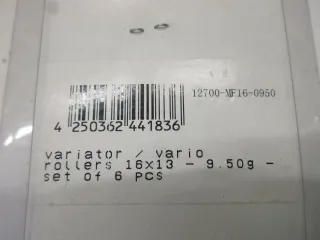 12700-MF16-0950
4 250362 441836
variator / vario
rollers 16x13 - 9.50g -
set of 6 pcs